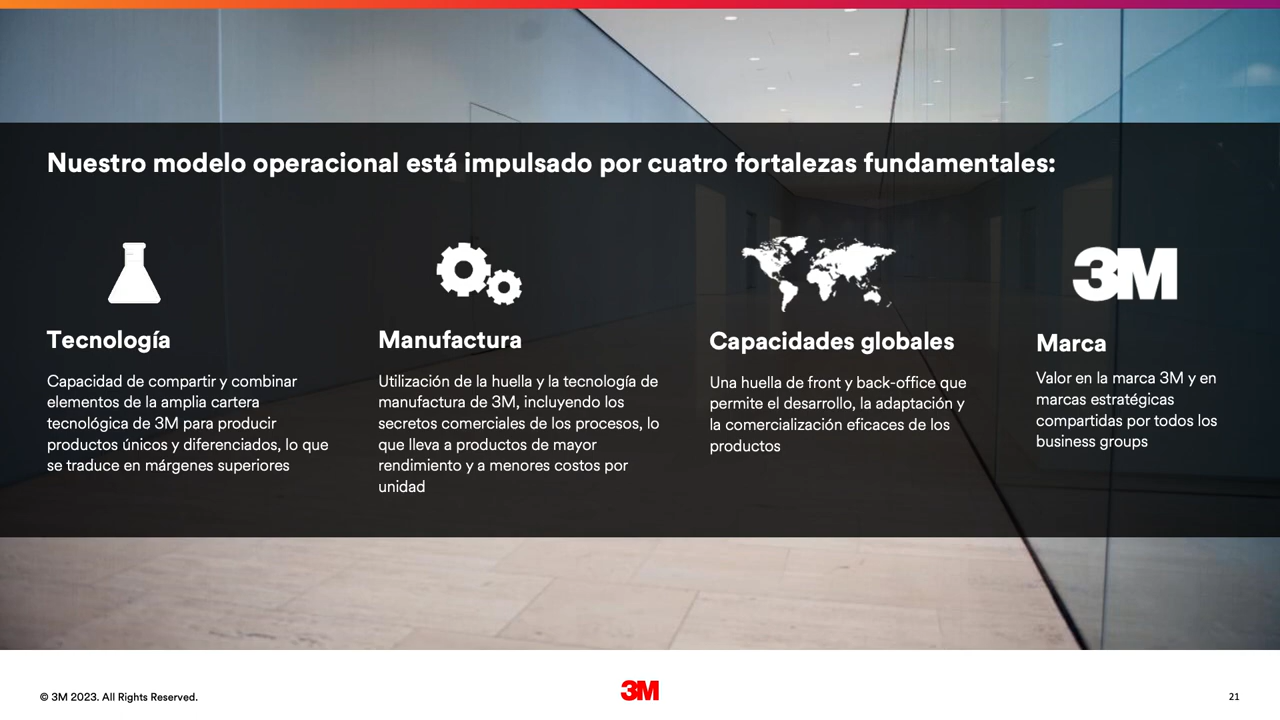 Nuestro modelo operacional está impulsado por cuatro fortalezas fundamentales:
Tecnología
Capacidad de compartir y combinar
elementos de la amplia cartera
tecnológica de 3M para producir
productos únicos y diferenciados, lo que
se traduce en márgenes superiores
Manufactura
Utilización de la huella y la tecnología de
manufactura de 3M, incluyendo los
secretos comerciales de los procesos, lo
que lleva a productos de mayor
rendimiento y a menores costos por
unidad
Capacidades globales
Una huella de front y back-office que
permite el desarrollo, la adaptación y
la comercialización eficaces de los
productos
3M
Marca
Valor en la marca 3M y en
marcas estratégicas
compartidas por todos los
business groups
© 3M 2023. All Rights Reserved.
3M
21